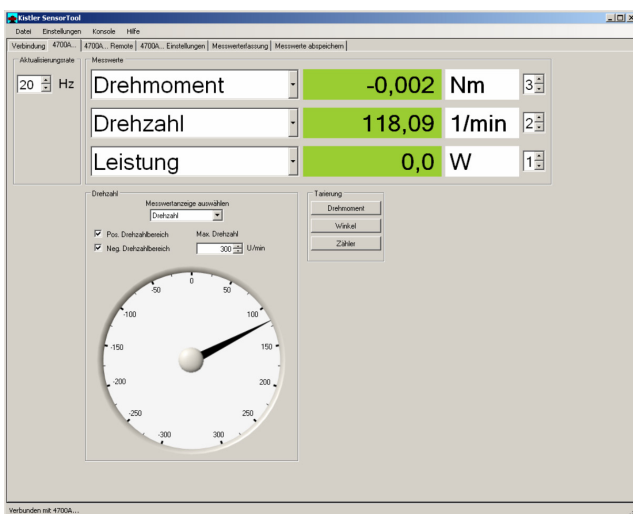 Kistler SensorTool
Datei Einstellungen Konsole Hilfe
Verbindung 4700A... 4700A... Remote 4700A... Einstellungen Messwerterfassung Messwerte abspeichern
Aktualisierungsrate
20 Hz
Messwerte
Drehmoment -0,002 Nm 3
Drehzahl 118,09 1/min 2
Leistung 0,0 W 1
Drehzahl
Messwertanzeige auswählen
Drehzahl
Pos. Drehzahlbereich Max. Drehzahl
Neg. Drehzahlbereich 300 U/min
Tarierung
Drehmoment
Winkel
Zähler
0
-50 50
-100 100
-150 150
-200 200
-250 250
-300 300
Verbunden mit 4700A...